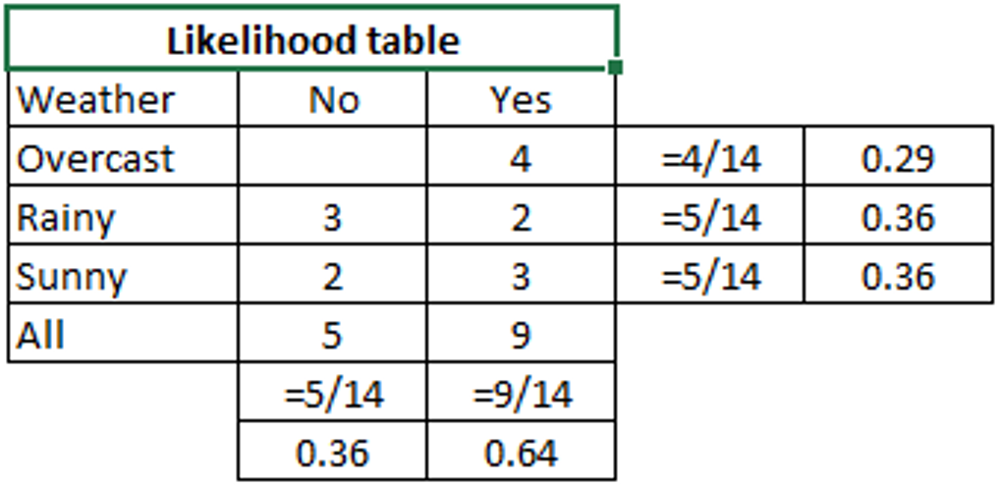 Likelihood table
Weather No Yes
Overcast 4 =4/14 0.29
Rainy 3 2 =5/14 0.36
Sunny 2 3 =5/14 0.36
All 5 9
=5/14 =9/14
0.36 0.64